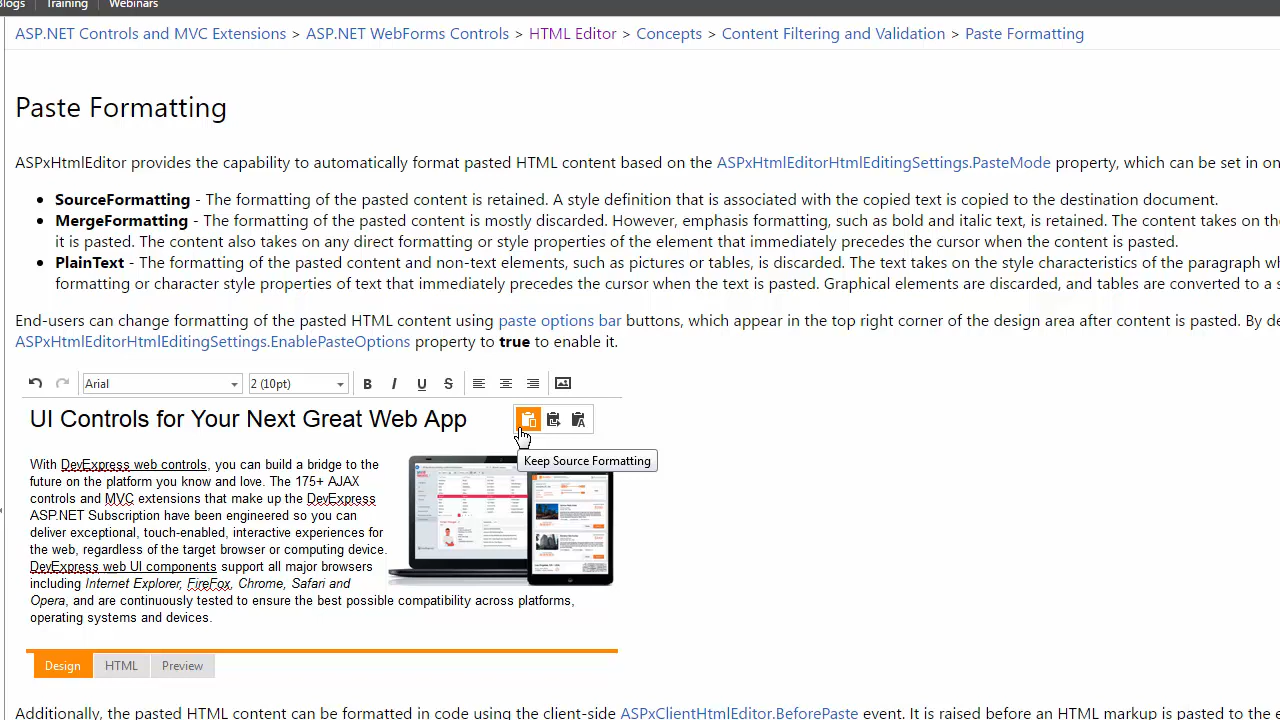 Blogs Training Webinars
ASP.NET Controls and MVC Extensions > ASP.NET WebForms Controls > HTML Editor > Concepts > Content Filtering and Validation > Paste Formatting
Paste Formatting
ASPxHtmlEditor provides the capability to automatically format pasted HTML content based on the ASPxHtmlEditorHtmlEditingSettings.PasteMode property, which can be set in on
SourceFormatting - The formatting of the pasted content is retained. A style definition that is associated with the copied text is copied to the destination document.
MergeFormatting - The formatting of the pasted content is mostly discarded. However, emphasis formatting, such as bold and italic text, is retained. The content takes on the
it is pasted. The content also takes on any direct formatting or style properties of the element that immediately precedes the cursor when the content is pasted.
PlainText - The formatting of the pasted content and non-text elements, such as pictures or tables, is discarded. The text takes on the style characteristics of the paragraph wh
formatting or character style properties of text that immediately precedes the cursor when the text is pasted. Graphical elements are discarded, and tables are converted to a s
End-users can change formatting of the pasted HTML content using paste options bar buttons, which appear in the top right corner of the design area after content is pasted. By de
ASPxHtmlEditorHtmlEditingSettings.EnablePasteOptions property to true to enable it.
Arial 2 (10pt) B I U S
UI Controls for Your Next Great Web App
Keep Source Formatting
With DevExpress web controls, you can build a bridge to the
future on the platform you know and love. The 175+ AJAX
controls and MVC extensions that make up the DevExpress
ASP.NET Subscription have been engineered so you can
deliver exceptional, touch-enabled, interactive experiences for
the web, regardless of the target browser or computing device.
DevExpress web UI components support all major browsers
including Internet Explorer, FireFox, Chrome, Safari and
Opera, and are continuously tested to ensure the best possible compatibility across platforms,
operating systems and devices.
Design HTML Preview
Additionally, the pasted HTML content can be formatted in code using the client-side ASPxClientHtmlEditor.BeforePaste event. It is raised before an HTML markup is pasted to the